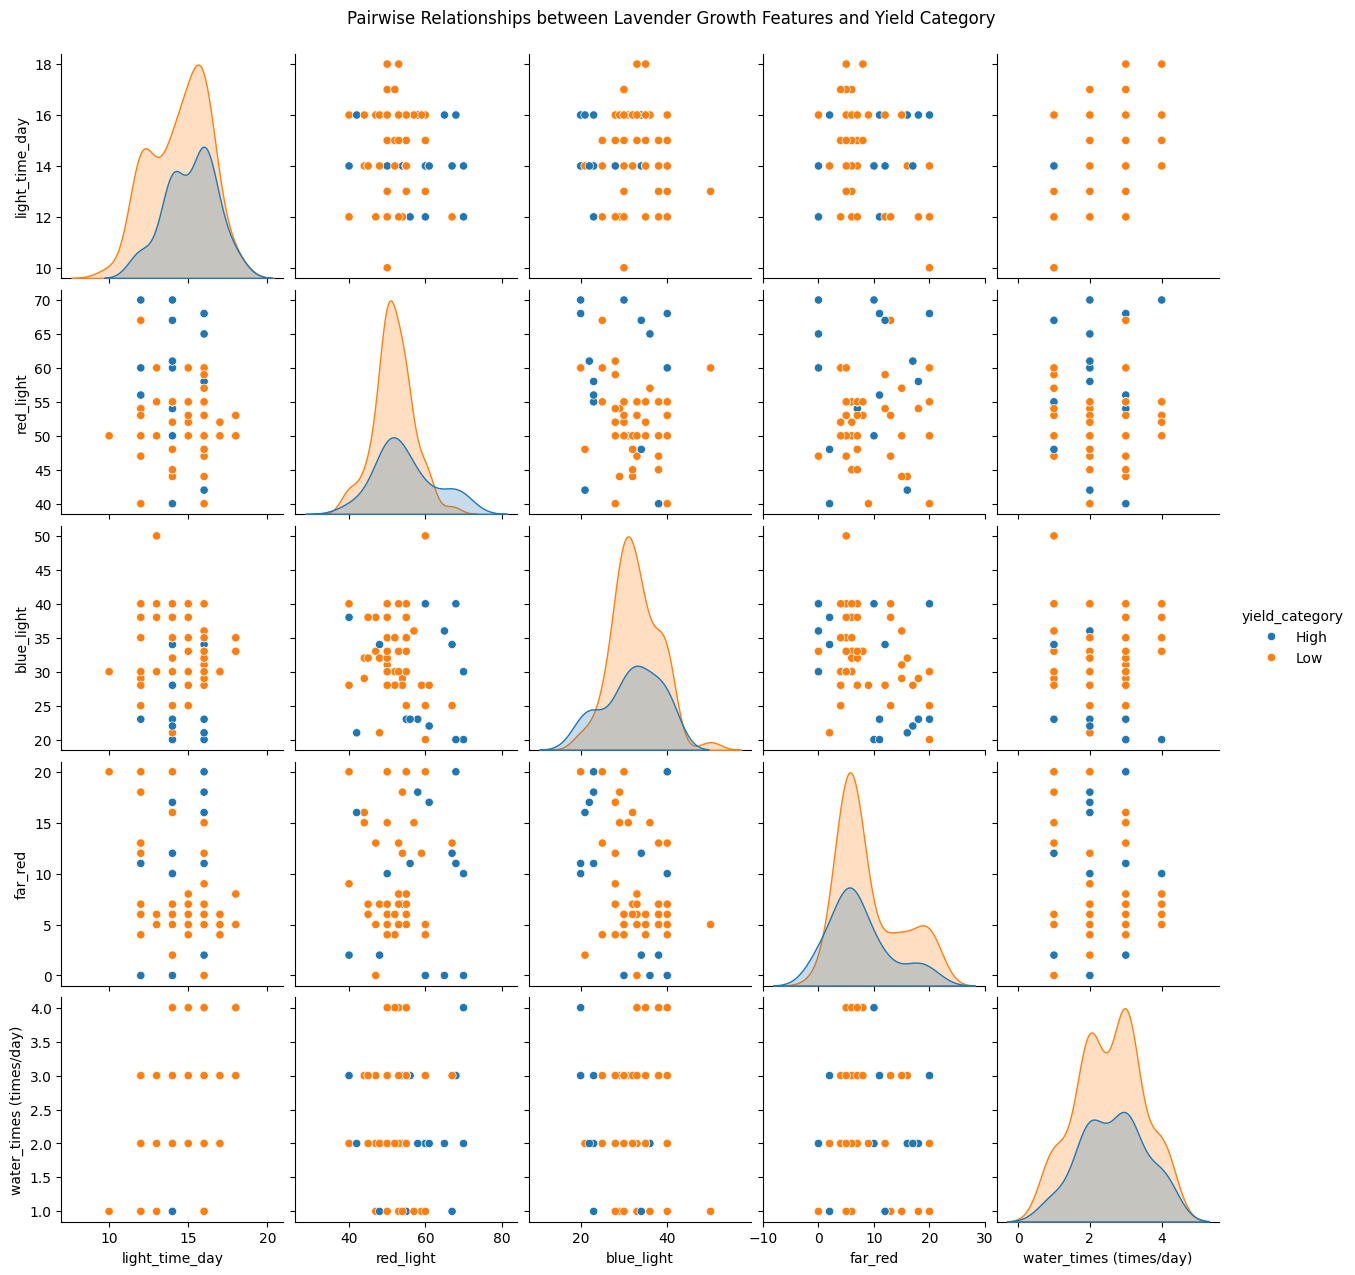 Pairwise Relationships between Lavender Growth Features and Yield Category
light_time_day
18
16
14
12
10
red_light
70
65
60
55
50
45
40
blue_light
50
45
40
35
30
25
20
yield_category
High
Low
far_red
20
15
10
5
0
water_times (times/day)
4.0
3.5
3.0
2.5
2.0
1.5
1.0
10 15 20
40 60 80
20 30 40 50
−10 0 10 20 30
0 2 4
light_time_day
red_light
blue_light
far_red
water_times (times/day)